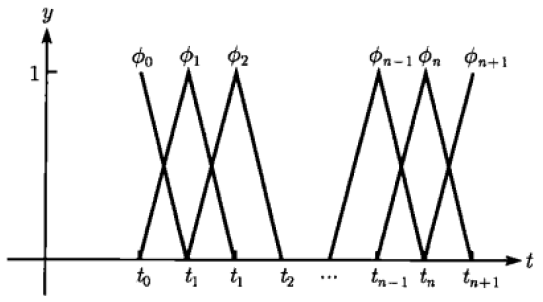 y
ϕ₀ ϕ₁ ϕ₂ ϕₙ₋₁ ϕₙ ϕₙ₊₁
1
t₀ t₁ t₁ t₂ ... tₙ₋₁ tₙ tₙ₊₁ t